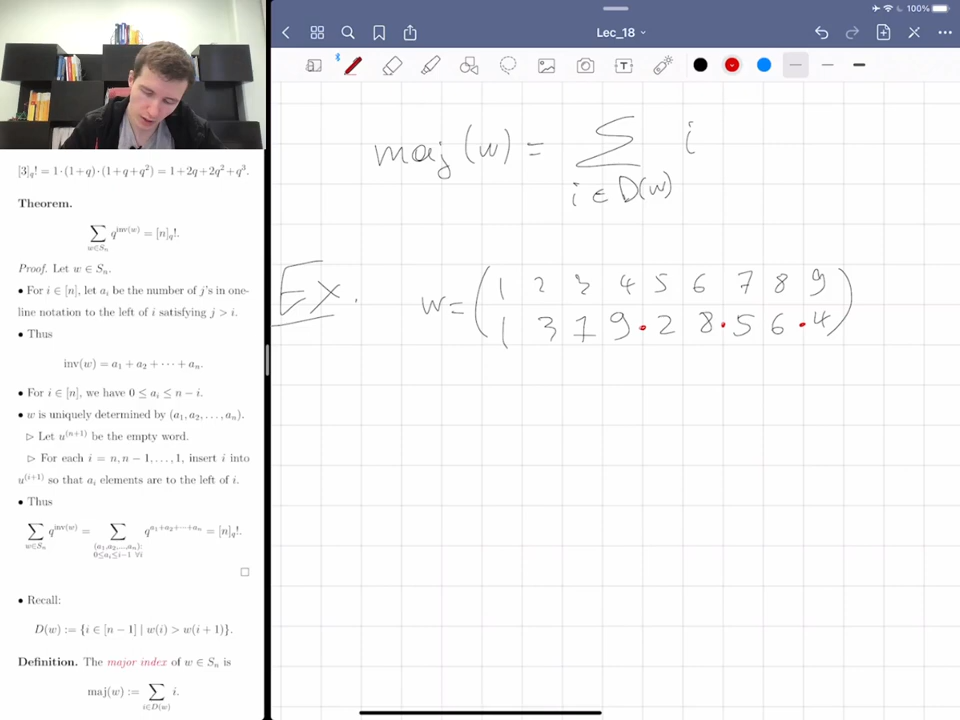 100%
Lec_18
[3]_q! = 1·(1+q)·(1+q+q²) = 1+2q+2q²+q³.
Theorem.
∑_{w∈S_n} q^{inv(w)} = [n]_q!.
Proof. Let w ∈ S_n.
• For i ∈ [n], let a_i be the number of j's in one-
line notation to the left of i satisfying j > i.
• Thus
inv(w) = a_1 + a_2 + ··· + a_n.
• For i ∈ [n], we have 0 ≤ a_i ≤ n − i.
• w is uniquely determined by (a_1, a_2, . . . , a_n).
▷ Let u^{(n+1)} be the empty word.
▷ For each i = n, n − 1, . . . , 1, insert i into
u^{(i+1)} so that a_i elements are to the left of i.
• Thus
∑_{w∈S_n} q^{inv(w)} = ∑_{(a_1,a_2,...,a_n): 0≤a_i≤i−1 ∀i} q^{a_1+a_2+···+a_n} = [n]_q!.
• Recall:
D(w) := {i ∈ [n − 1] | w(i) > w(i + 1)}.
Definition. The major index of w ∈ S_n is
maj(w) := ∑_{i∈D(w)} i.
maj(w) = ∑_{i∈D(w)} i
Ex. w = ( 1 2 3 4 5 6 7 8 9
1 3 7 9 · 2 8 · 5 6 · 4 )